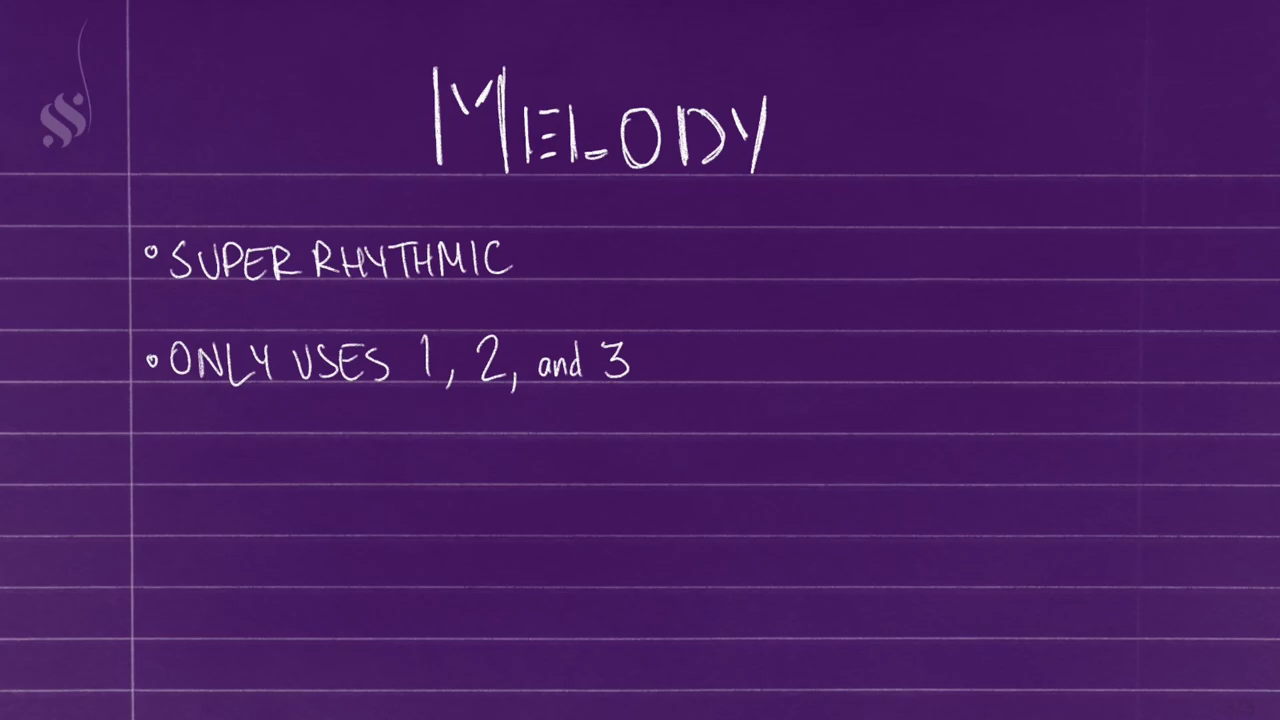 MELODY
• SUPER RHYTHMIC
• ONLY USES 1, 2, and 3